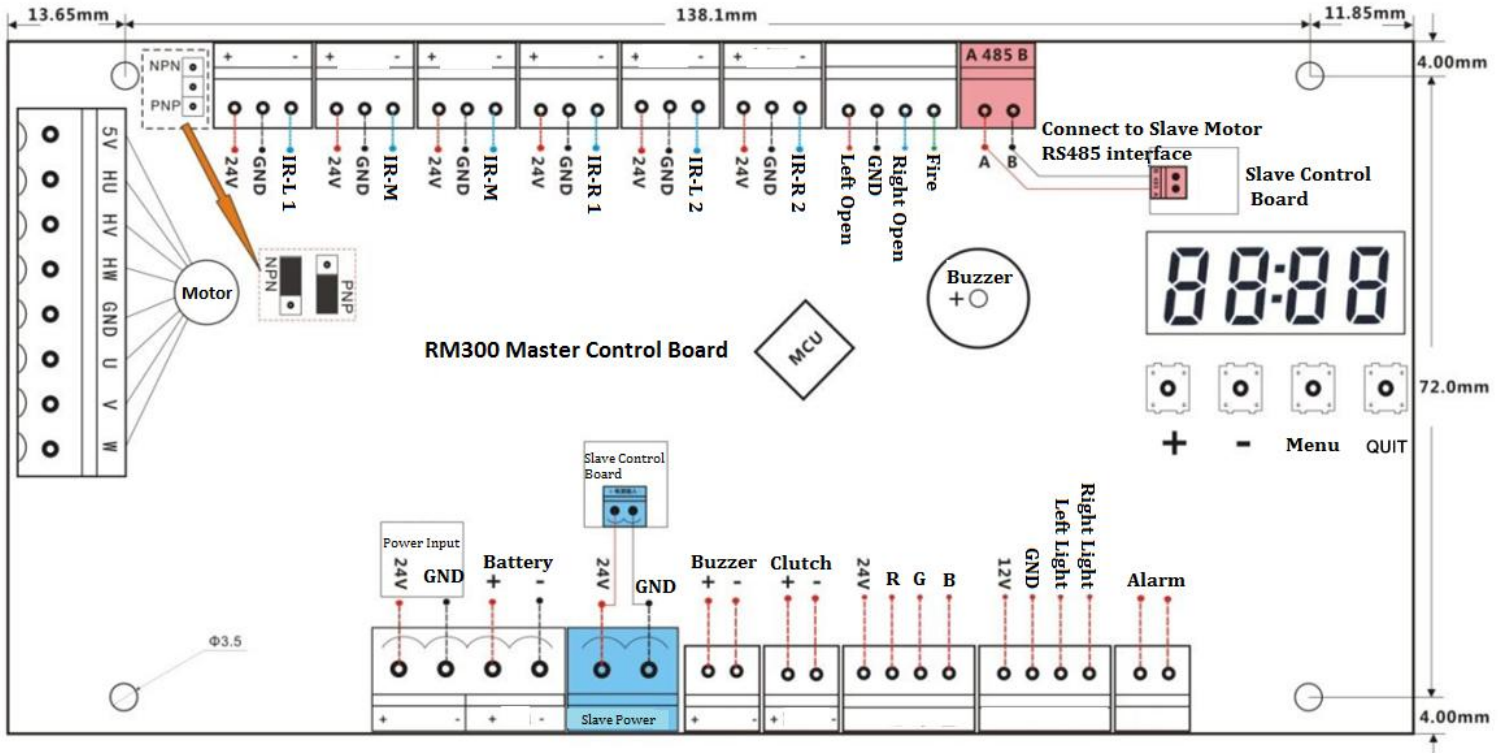 13.65mm
138.1mm
11.85mm
4.00mm
NPN
PNP
+ -
+ -
+ -
+ -
+ -
+ -
A 485 B
24V
GND
IR-L 1
24V
GND
IR-M
24V
GND
IR-M
24V
GND
IR-R 1
24V
GND
IR-L 2
24V
GND
IR-R 2
Left Open
GND
Right Open
Fire
A B
Connect to Slave Motor
RS485 interface
Slave Control
Board
5V
HU
HV
HW
GND
U
V
W
Motor
NPN
PNP
RM300 Master Control Board
MCU
Buzzer
+
88:88
72.0mm
+
-
Menu
QUIT
Slave Control
Board
Power Input
24V
GND
Battery
+ -
24V
GND
Buzzer
+ -
Clutch
+ -
24V
R
G
B
12V
GND
Left Light
Right Light
Alarm
Φ3.5
+ -
+ -
Slave Power
+ -
+ -
4.00mm